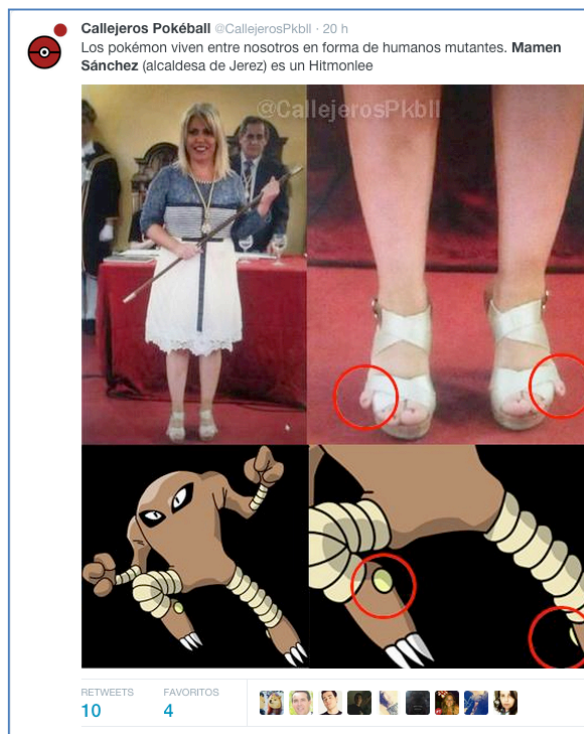 Callejeros Pokéball @CallejerosPkbll · 20 h
Los pokémon viven entre nosotros en forma de humanos mutantes. Mamen
Sánchez (alcaldesa de Jerez) es un Hitmonlee
@CallejerosPkbll
RETWEETS FAVORITOS
10 4